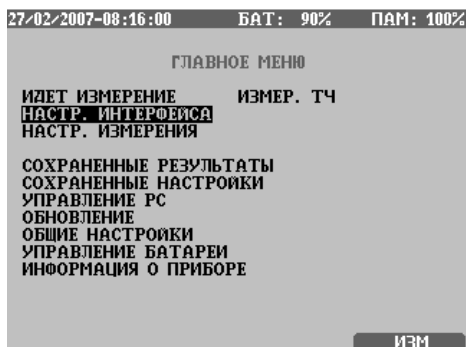 27/02/2007-08:16:00 БАТ: 90% ПАМ: 100%
ГЛАВНОЕ МЕНЮ
ИДЕТ ИЗМЕРЕНИЕ ИЗМЕР. ТЧ
НАСТР. ИНТЕРФЕЙСА
НАСТР. ИЗМЕРЕНИЯ
СОХРАНЕННЫЕ РЕЗУЛЬТАТЫ
СОХРАНЕННЫЕ НАСТРОЙКИ
УПРАВЛЕНИЕ PC
ОБНОВЛЕНИЕ
ОБЩИЕ НАСТРОЙКИ
УПРАВЛЕНИЕ БАТАРЕИ
ИНФОРМАЦИЯ О ПРИБОРЕ
ИЗМ